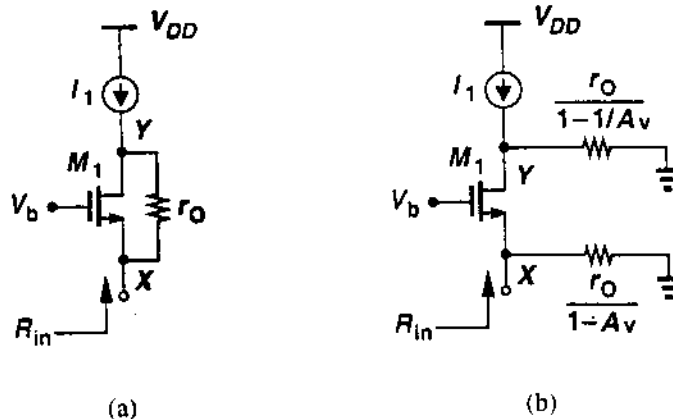 V_DD
I_1
Y
M_1
V_b
r_O
X
R_in
(a)
V_DD
I_1
r_O
1-1/A_v
Y
M_1
V_b
X
r_O
1-A_v
R_in
(b)